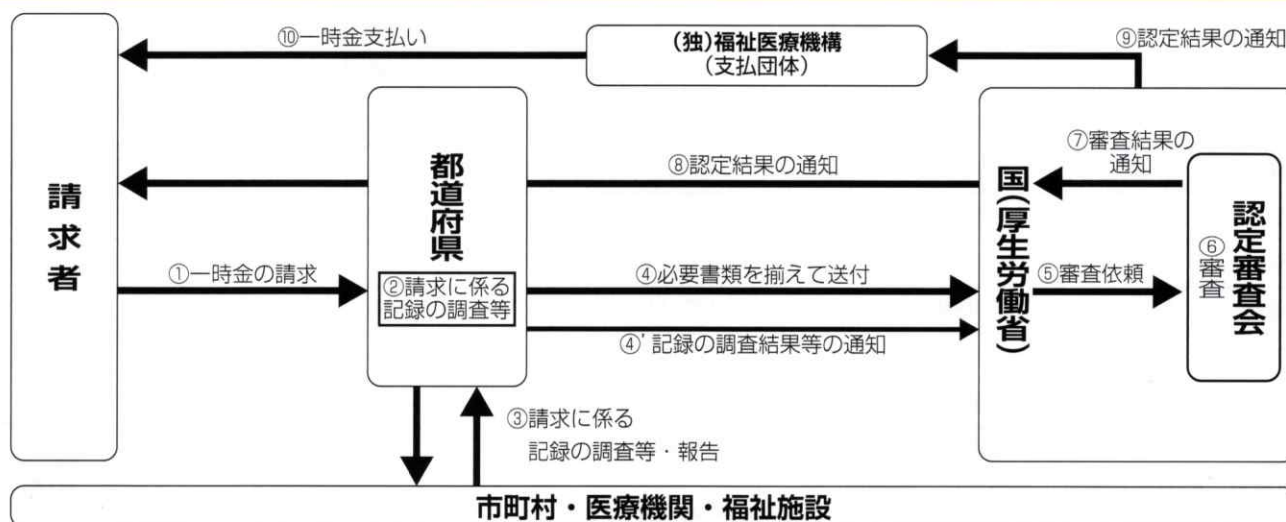 ⑩一時金支払い
(独)福祉医療機構
(支払団体)
⑨認定結果の通知
請求者
都道府県
⑧認定結果の通知
国(厚生労働省)
⑦審査結果の
通知
認定審査会
⑥審査
①一時金の請求
②請求に係る
記録の調査等
④必要書類を揃えて送付
⑤審査依頼
④'記録の調査結果等の通知
③請求に係る
記録の調査等・報告
市町村・医療機関・福祉施設